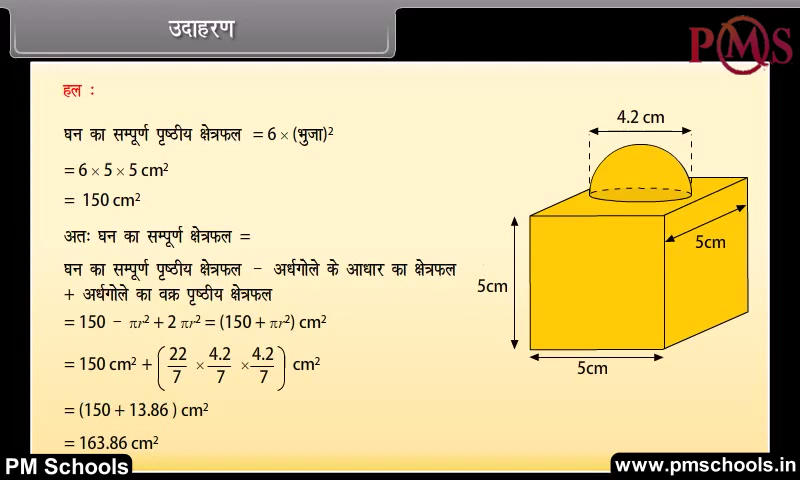 उदाहरण
PMS
हल :
घन का सम्पूर्ण पृष्ठीय क्षेत्रफल = 6 × (भुजा)²
= 6 × 5 × 5 cm²
= 150 cm²
अतः घन का सम्पूर्ण क्षेत्रफल =
घन का सम्पूर्ण पृष्ठीय क्षेत्रफल − अर्धगोले के आधार का क्षेत्रफल
+ अर्धगोले का वक्र पृष्ठीय क्षेत्रफल
= 150 − πr² + 2 πr² = (150 + πr²) cm²
= 150 cm² + (22/7 × 4.2/7 × 4.2/7) cm²
= (150 + 13.86 ) cm²
= 163.86 cm²
4.2 cm
5cm
5cm
5cm
PM Schools
www.pmschools.in